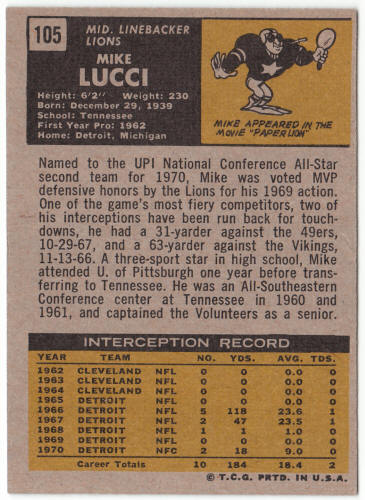 105
MID. LINEBACKER
LIONS
MIKE
LUCCI
Height: 6'2" Weight: 230
Born: December 29, 1939
School: Tennessee
First Year Pro: 1962
Home: Detroit, Michigan
MIKE APPEARED IN THE
MOVIE "PAPER LION"
Named to the UPI National Conference All-Star
second team for 1970, Mike was voted MVP
defensive honors by the Lions for his 1969 action.
One of the game's most fiery competitors, two of
his interceptions have been run back for touch-
downs, he had a 31-yarder against the 49ers,
10-29-67, and a 63-yarder against the Vikings,
11-13-66. A three-sport star in high school, Mike
attended U. of Pittsburgh one year before trans-
ferring to Tennessee. He was an All-Southeastern
Conference center at Tennessee in 1960 and
1961, and captained the Volunteers as a senior.
INTERCEPTION RECORD
YEAR TEAM NO. YDS. AVG. TDS.
1962 CLEVELAND NFL 0 0 0 0
1963 CLEVELAND NFL 0 0 0 0
1964 CLEVELAND NFL 0 0 0 0
1965 DETROIT NFL 0 0 0 0
1966 DETROIT NFL 5 118 23.6 1
1967 DETROIT NFL 2 47 23.5 1
1968 DETROIT NFL 1 1 1.0 0
1969 DETROIT NFL 0 0 0 0
1970 DETROIT NFC 2 18 9.0 0
Career Totals 10 184 18.4 2
© T.C.G. PRTD. IN U.S.A.